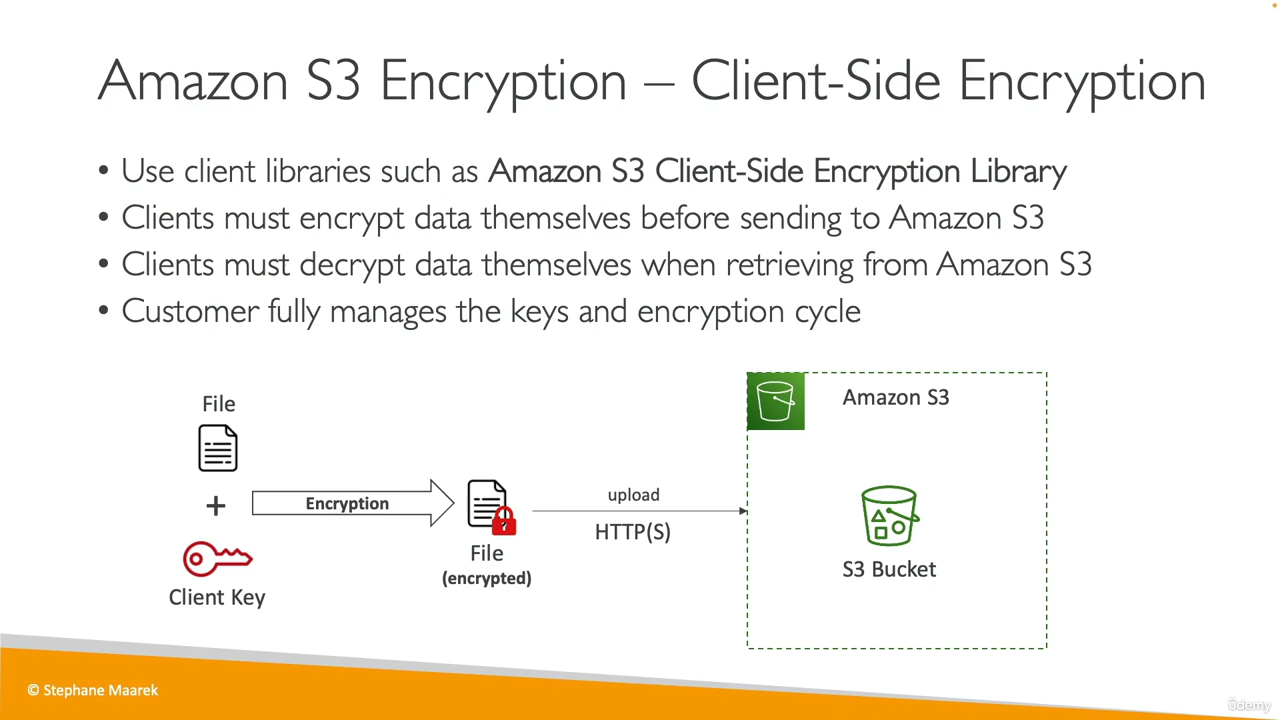 Amazon S3 Encryption – Client-Side Encryption
• Use client libraries such as Amazon S3 Client-Side Encryption Library
• Clients must encrypt data themselves before sending to Amazon S3
• Clients must decrypt data themselves when retrieving from Amazon S3
• Customer fully manages the keys and encryption cycle
File
+
Client Key
Encryption
File
(encrypted)
upload
HTTP(S)
Amazon S3
S3 Bucket
© Stephane Maarek
ûdemy